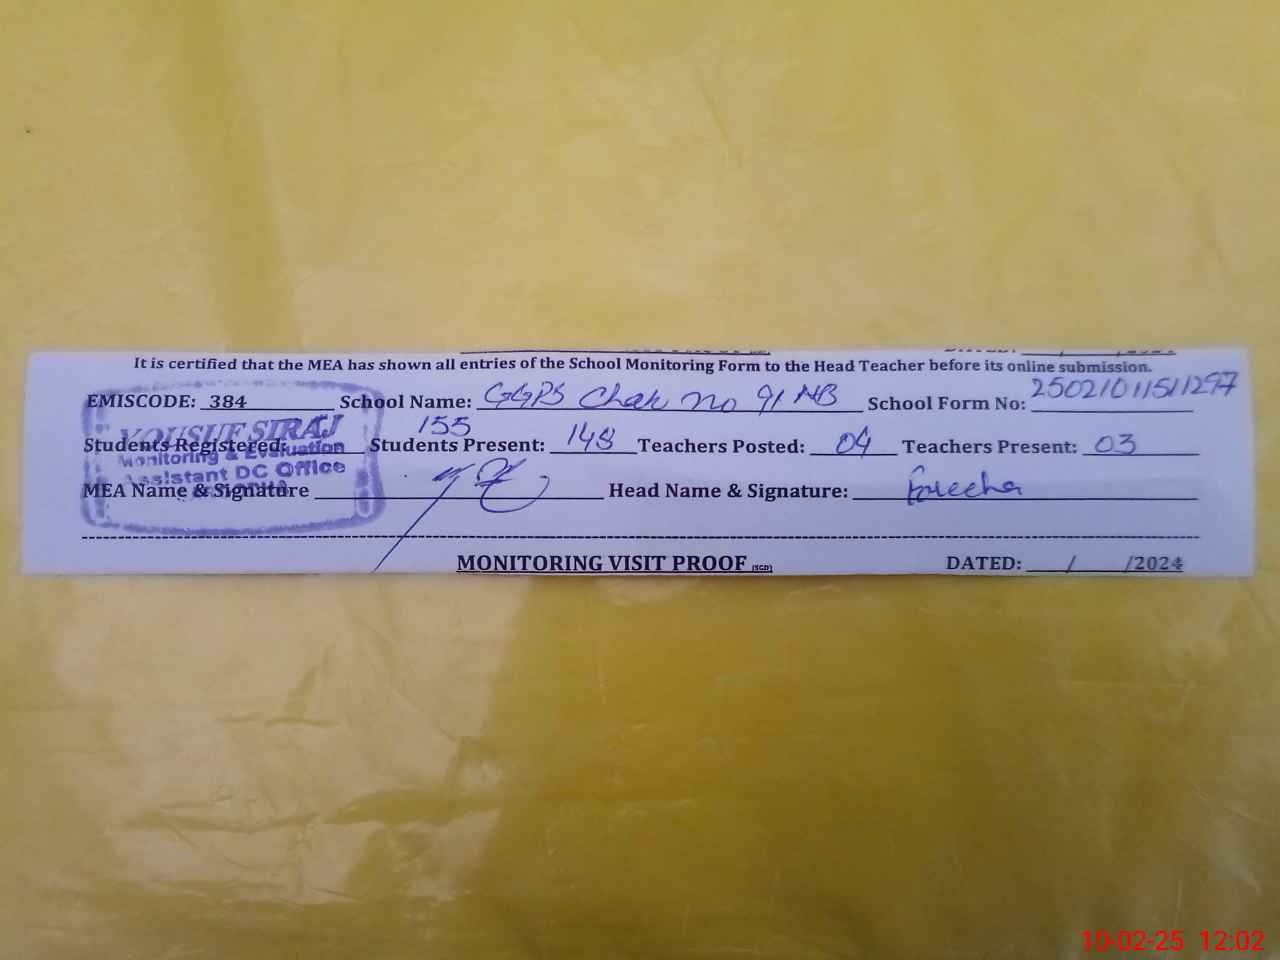 It is certified that the MEA has shown all entries of the School Monitoring Form to the Head Teacher before its online submission.
EMISCODE: 384 School Name: GGPS Chak no 91 NB School Form No: 25021011511297
Students Registered: 155 Students Present: 148 Teachers Posted: 04 Teachers Present: 03
YOUSUF SIRAJ
Monitoring & Evaluation
Assistant DC Office
MEA Name & Signature Head Name & Signature: Fareeha
MONITORING VISIT PROOF (SGD) DATED: / /2024
10-02-25 12:02